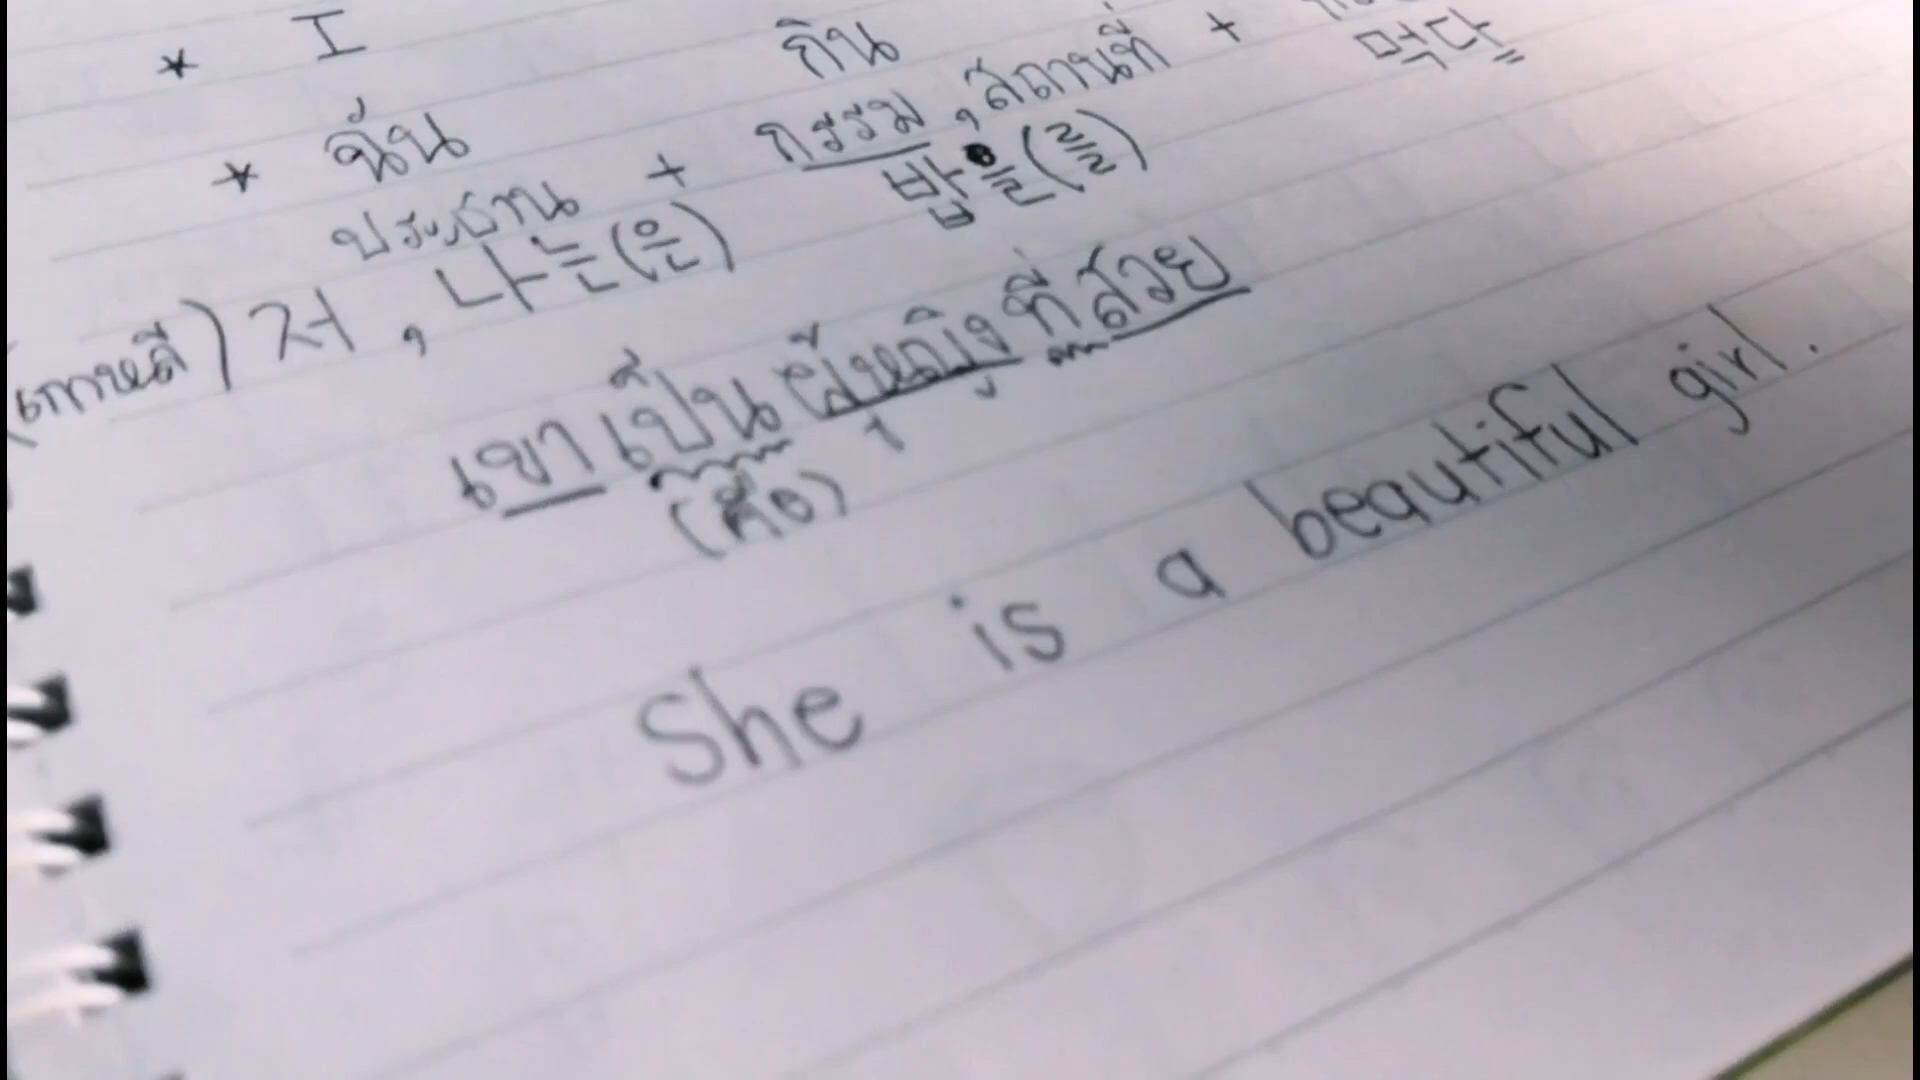 * I
กิน
* ฉัน
ประธาน + กรรม, สถานที่ +
(เกาหลี) 저, 나는(은) 밥을(를) 먹다
เขาเป็นผู้หญิงที่สวย
(คือ)
She is a beautiful girl.